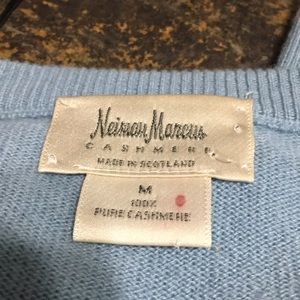 Neiman Marcus
CASHMERE
MADE IN SCOTLAND
M
100%
PURE CASHMERE